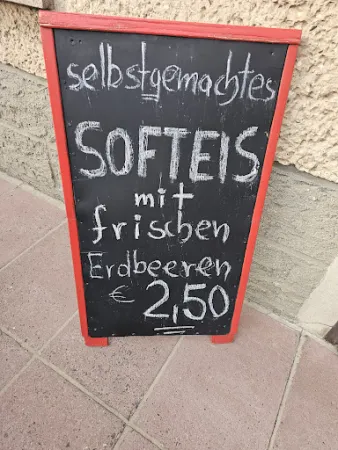 selbstgemachtes
SOFTEIS
mit
frischen
Erdbeeren
€ 2,50